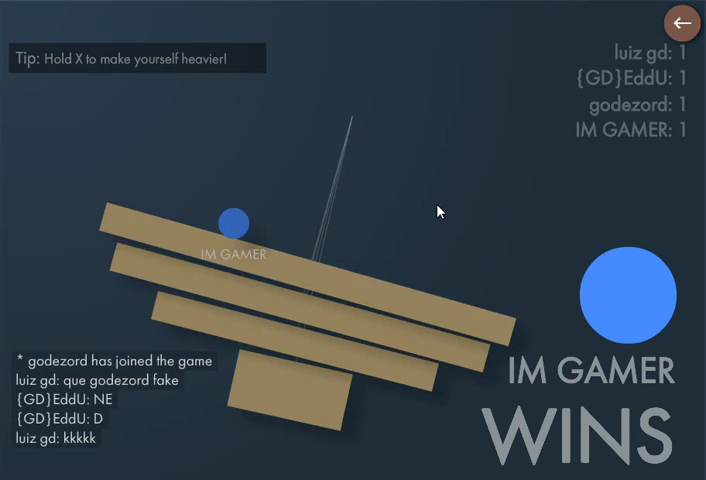 Tip: Hold X to make yourself heavier!
luiz gd: 1
{GD}EddU: 1
godezord: 1
IM GAMER: 1
IM GAMER
* godezord has joined the game
luiz gd: que godezord fake
{GD}EddU: NE
{GD}EddU: D
luiz gd: kkkkk
IM GAMER
WINS